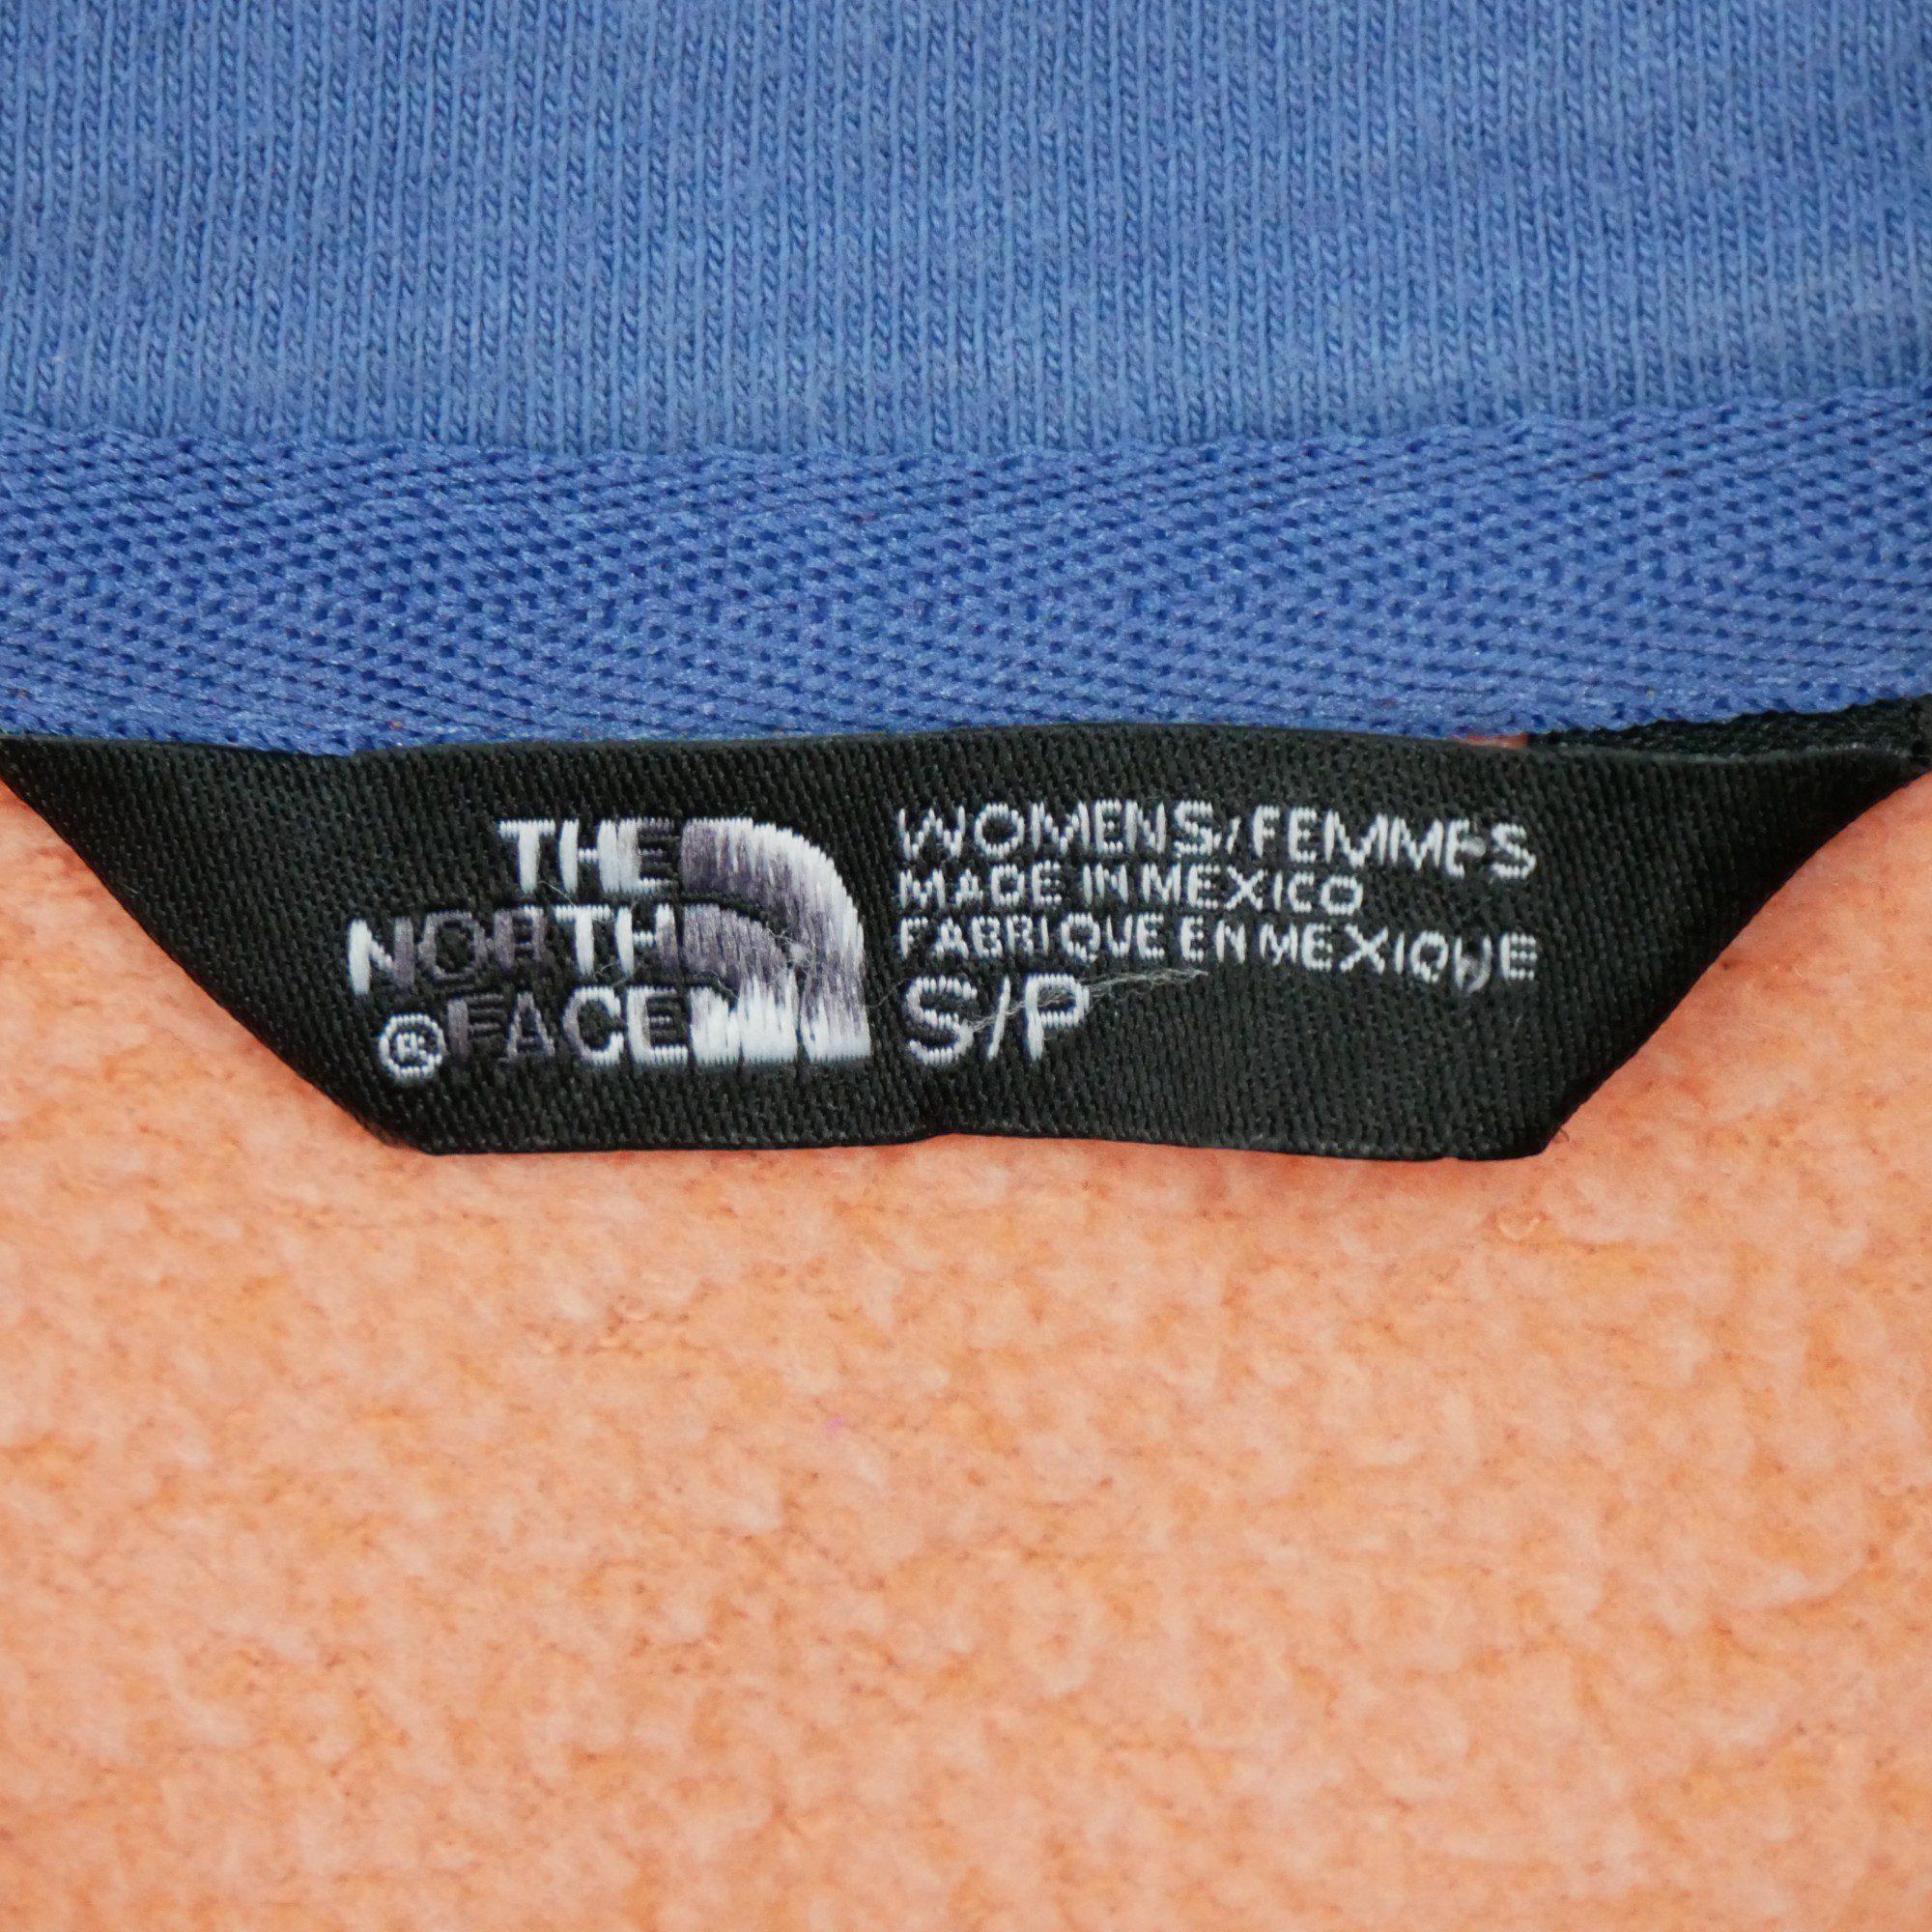 THE
NORTH
® FACE
WOMENS/FEMMES
MADE IN MEXICO
FABRIQUE EN MEXIQUE
S/P